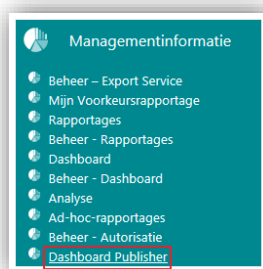 Managementinformatie
Beheer – Export Service
Mijn Voorkeursrapportage
Rapportages
Beheer - Rapportages
Dashboard
Beheer - Dashboard
Analyse
Ad-hoc-rapportages
Beheer - Autorisatie
Dashboard Publisher